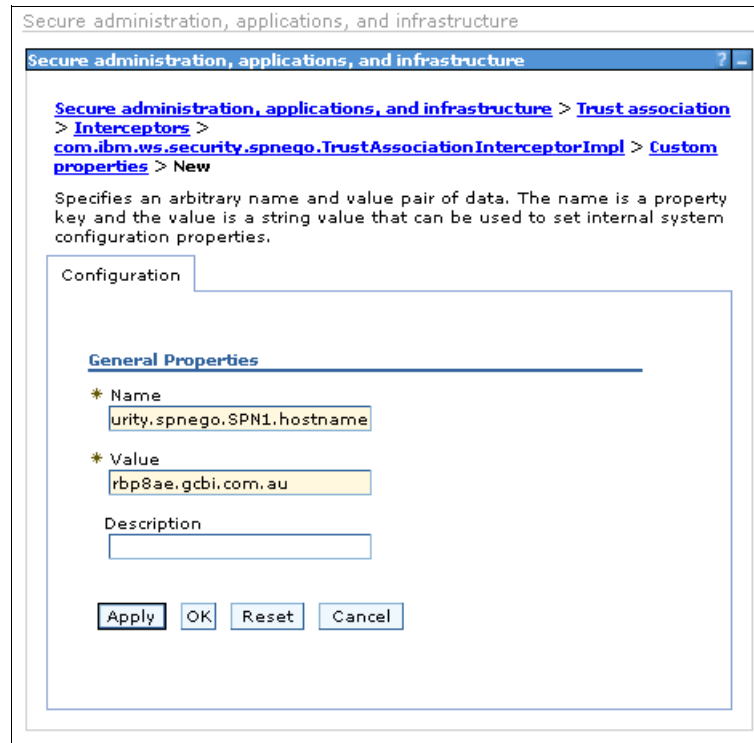 Secure administration, applications, and infrastructure
Secure administration, applications, and infrastructure ? -
Secure administration, applications, and infrastructure > Trust association
> Interceptors >
com.ibm.ws.security.spnego.TrustAssociationInterceptorImpl > Custom
properties > New
Specifies an arbitrary name and value pair of data. The name is a property
key and the value is a string value that can be used to set internal system
configuration properties.
Configuration
General Properties
* Name
urity.spnego.SPN1.hostname
* Value
rbp8ae.gcbi.com.au
Description
Apply OK Reset Cancel